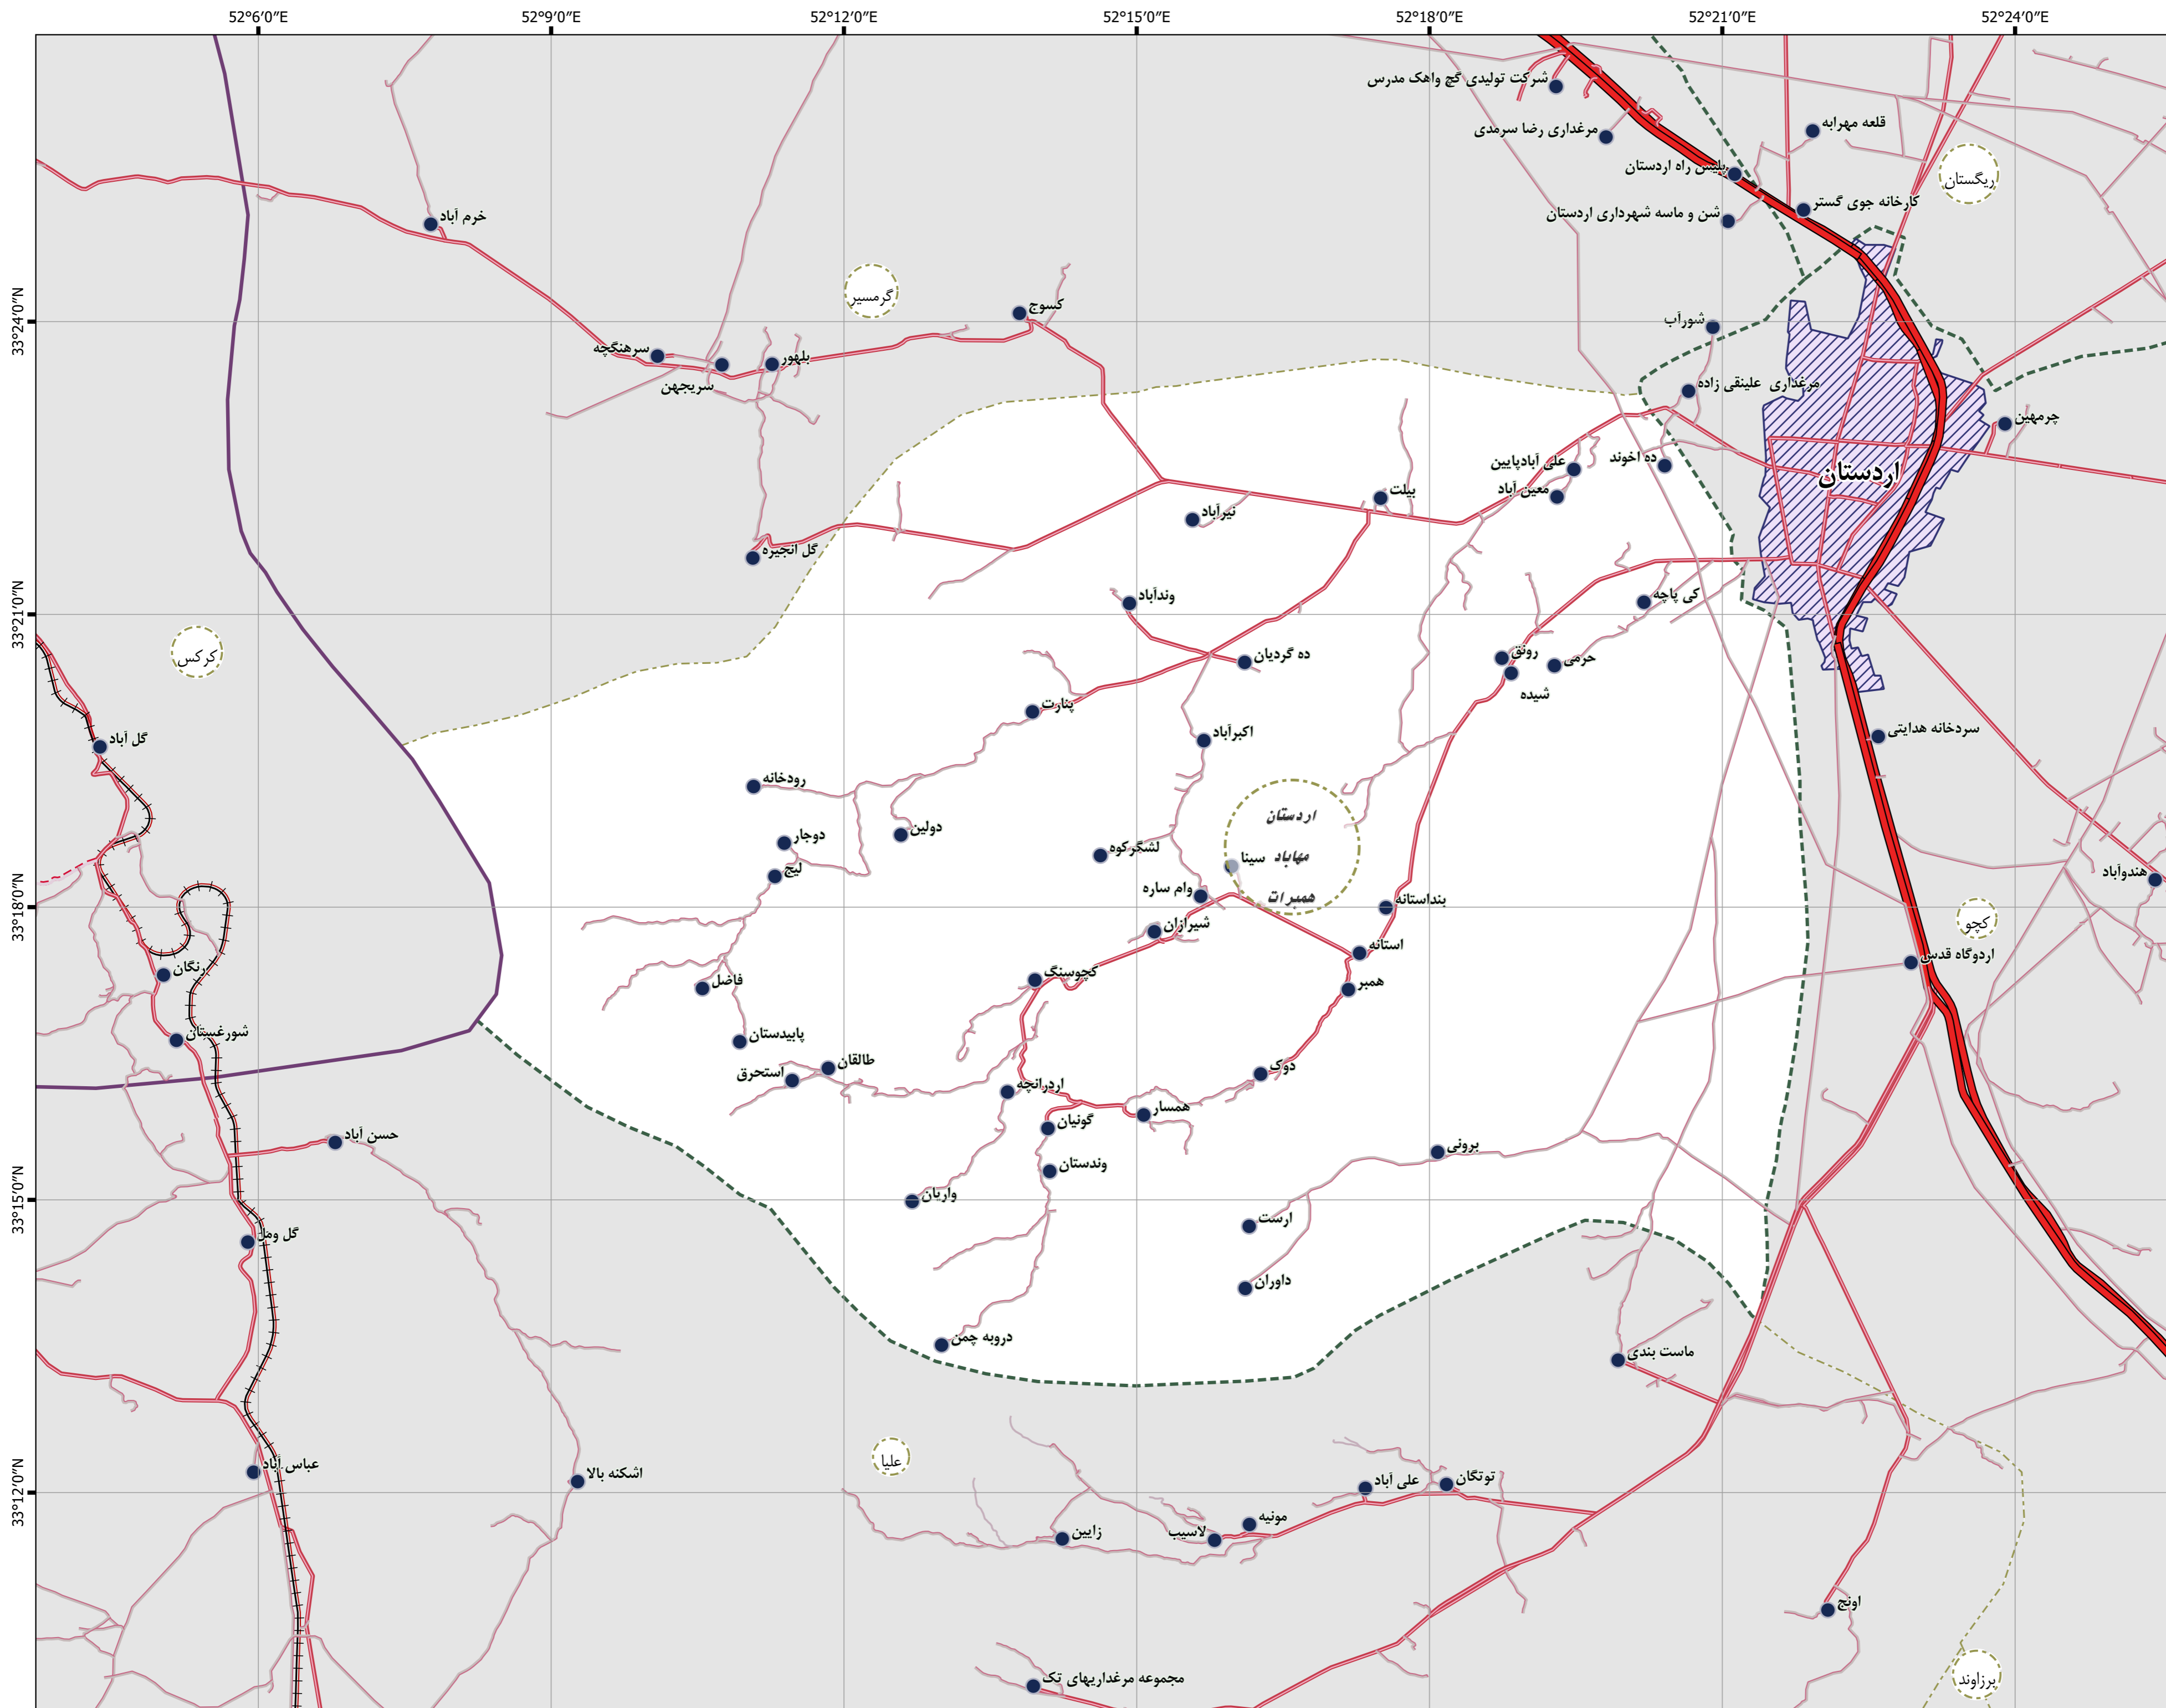 52°6'0"E
52°9'0"E
52°12'0"E
52°15'0"E
52°18'0"E
52°21'0"E
52°24'0"E
شرکت تولیدی گچ واهک مدرس
قلعه مهرابه
مرغداری رضا سرمدی
پلیس راه اردستان
ریگستان
کارخانه جوی گستر
شن و ماسه شهرداری اردستان
خرم آباد
گرمسیر
کسوج
33°24'0"N
شورآب
سرهنگچه
بلهور
سریجهن
مرغداری علینقی زاده
چرمهین
ده اخوند
علی آبادپایین
اردستان
معین آباد
بیلت
نیرآباد
گل انجیره
وندآباد
کی پاچه
33°21'0"N
کرکس
ده گردیان
رونق
حرمی
شیده
پنارت
سردخانه هدایتی
اکبرآباد
گل آباد
رودخانه
اردستان
دولین
دوجار
لشگرکوه
مهاباد
سینا
لیج
هندوآباد
وام ساره
همبرات
بنداستانه
33°18'0"N
شیرازان
کچو
استانه
اردوگاه قدس
رنگان
کچوسنگ
فاضل
همبر
شورغستان
پابیدستان
طالقان
استحرق
دوک
اردرانچه
همسار
گونیان
حسن آباد
برونی
وندستان
واریان
33°15'0"N
ارست
گل ومل
داوران
دروبه چمن
ماست بندی
علیا
عباس آباد
اشکنه بالا
علی آباد
توتگان
33°12'0"N
مونیه
زایین
لاسیب
اونج
مجموعه مرغداریهای تک
برزاوند